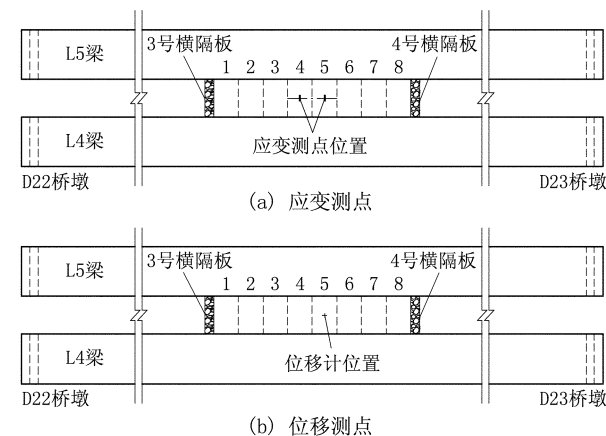 L5梁
3号横隔板
4号横隔板
1 2 3 4 5 6 7 8
应变测点位置
L4梁
D22桥墩
D23桥墩
(a) 应变测点
L5梁
3号横隔板
4号横隔板
1 2 3 4 5 6 7 8
位移计位置
L4梁
D22桥墩
D23桥墩
(b) 位移测点